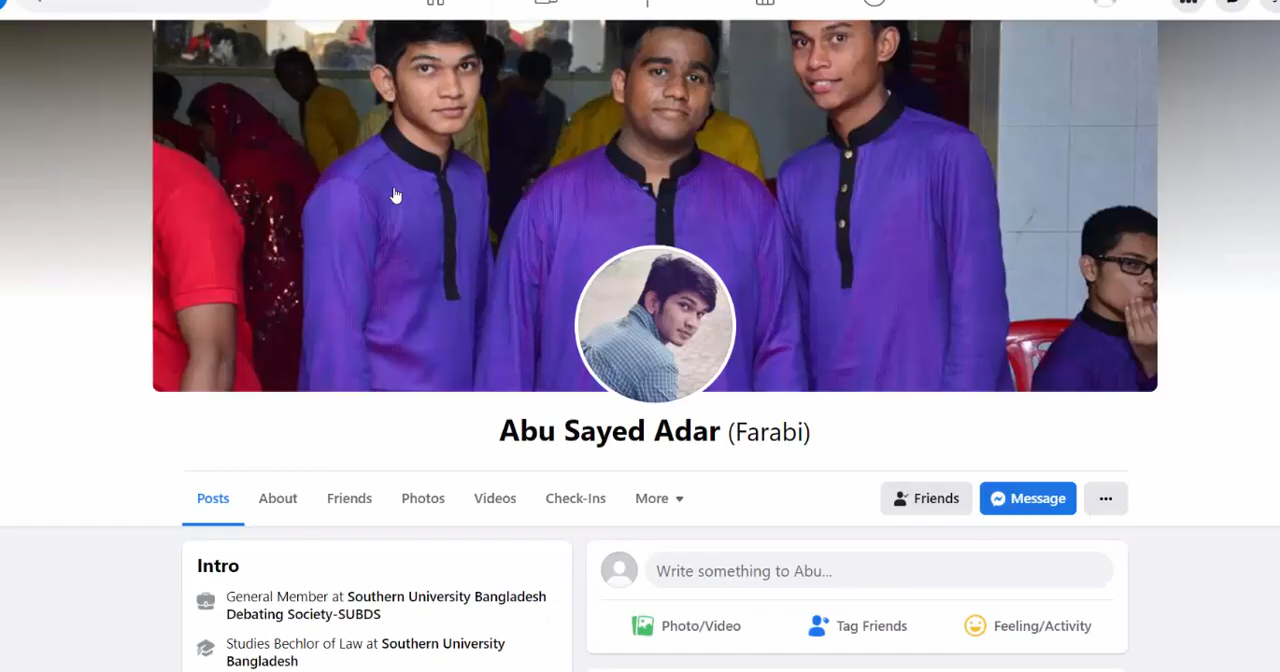 Abu Sayed Adar (Farabi)
Posts
About
Friends
Photos
Videos
Check-Ins
More
Friends
Message
Intro
General Member at Southern University Bangladesh
Debating Society-SUBDS
Studies Bechlor of Law at Southern University
Bangladesh
Write something to Abu...
Photo/Video
Tag Friends
Feeling/Activity